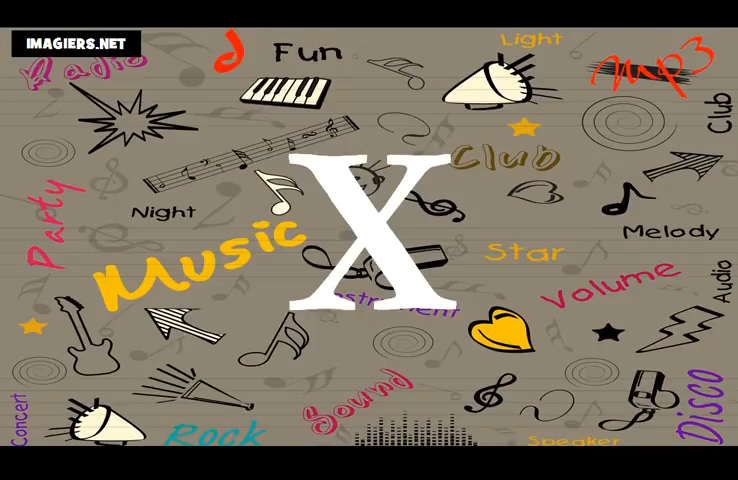 IMAGIERS.NET
Radio
Fun
Light
mp3
Club
Club
Party
Night
X
Melody
Music
Star
Volume
Audio
Instrument
Sound
Concert
Rock
Disco
Speaker